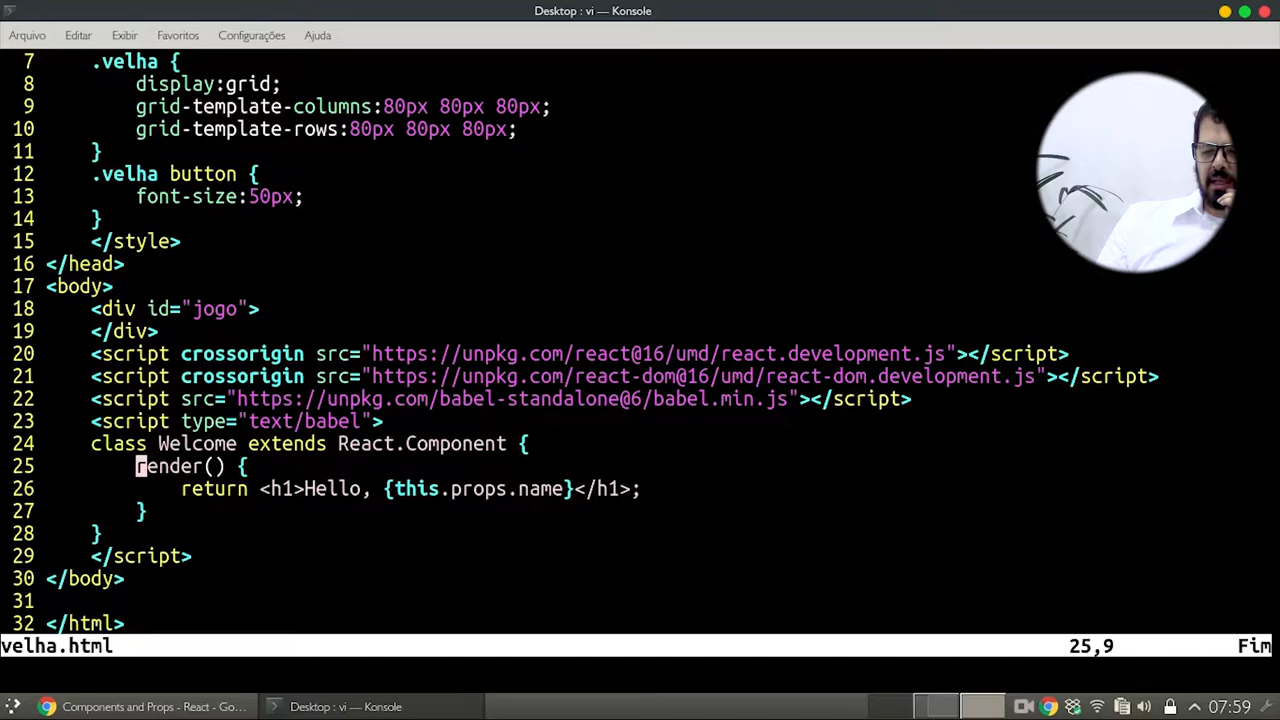 Desktop : vi — Konsole
Arquivo Editar Exibir Favoritos Configurações Ajuda
7 .velha {
8 display:grid;
9 grid-template-columns:80px 80px 80px;
10 grid-template-rows:80px 80px 80px;
11 }
12 .velha button {
13 font-size:50px;
14 }
15 </style>
16 </head>
17 <body>
18 <div id="jogo">
19 </div>
20 <script crossorigin src="https://unpkg.com/react@16/umd/react.development.js"></script>
21 <script crossorigin src="https://unpkg.com/react-dom@16/umd/react-dom.development.js"></script>
22 <script src="https://unpkg.com/babel-standalone@6/babel.min.js"></script>
23 <script type="text/babel">
24 class Welcome extends React.Component {
25 render() {
26 return <h1>Hello, {this.props.name}</h1>;
27 }
28 }
29 </script>
30 </body>
31
32 </html>
velha.html 25,9 Fim
Components and Props - React - Go... Desktop : vi — Konsole 07:59